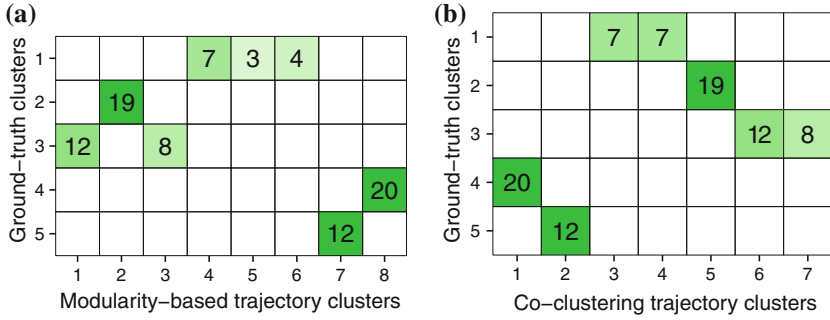 (a)
Ground−truth clusters
1 7 3 4
2 19
3 12 8
4 20
5 12
1 2 3 4 5 6 7 8
Modularity−based trajectory clusters
(b)
Ground−truth clusters
1 7 7
2 19
3 12 8
4 20
5 12
1 2 3 4 5 6 7
Co−clustering trajectory clusters